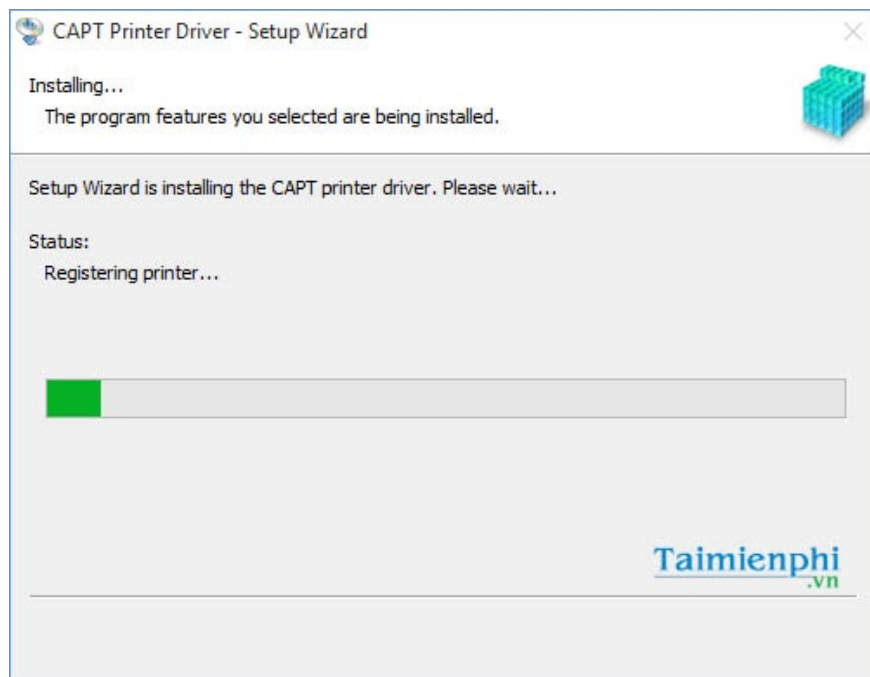 CAPT Printer Driver - Setup Wizard
Installing...
The program features you selected are being installed.
Setup Wizard is installing the CAPT printer driver. Please wait...
Status:
Registering printer...
Taimienphi
.vn